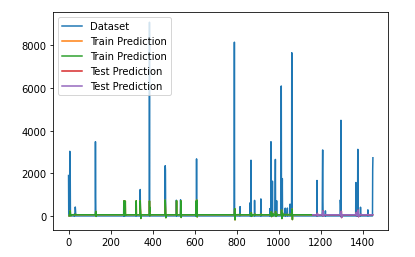 Dataset
Train Prediction
Train Prediction
Test Prediction
Test Prediction
8000
6000
4000
2000
0
0 200 400 600 800 1000 1200 1400